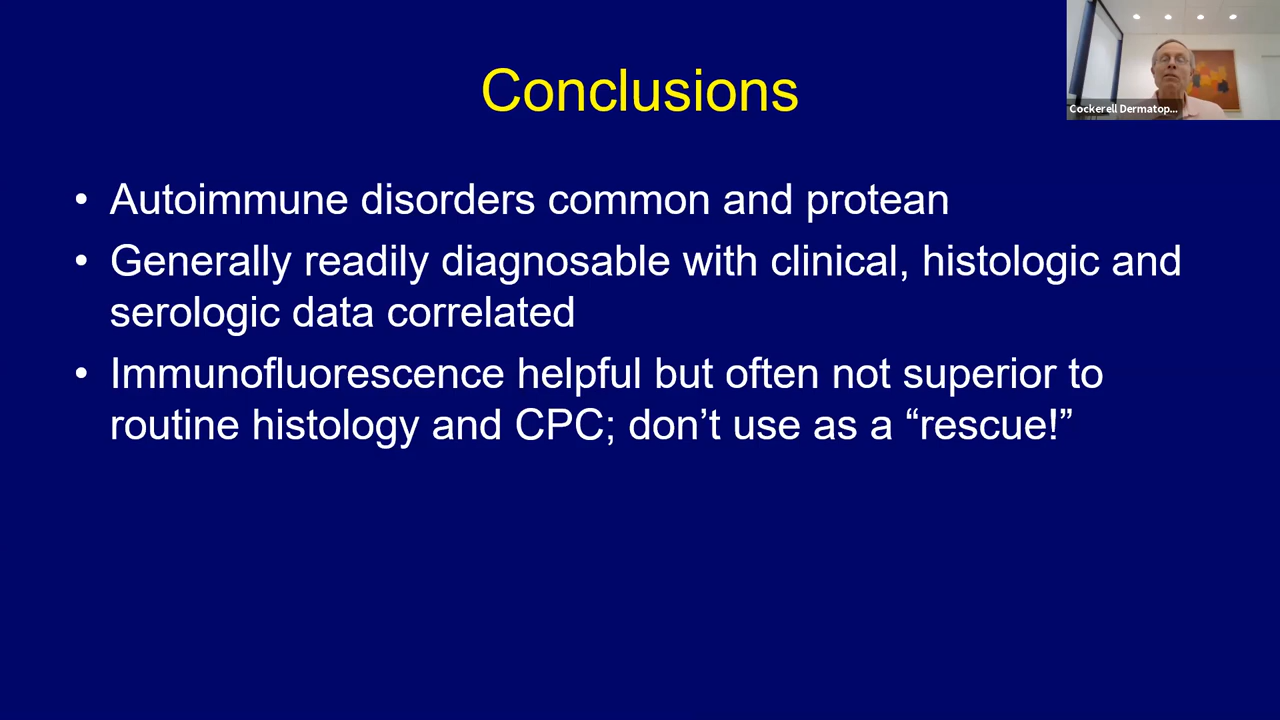 Conclusions
Cockerell Dermatop...
• Autoimmune disorders common and protean
• Generally readily diagnosable with clinical, histologic and
serologic data correlated
• Immunofluorescence helpful but often not superior to
routine histology and CPC; don’t use as a “rescue!”